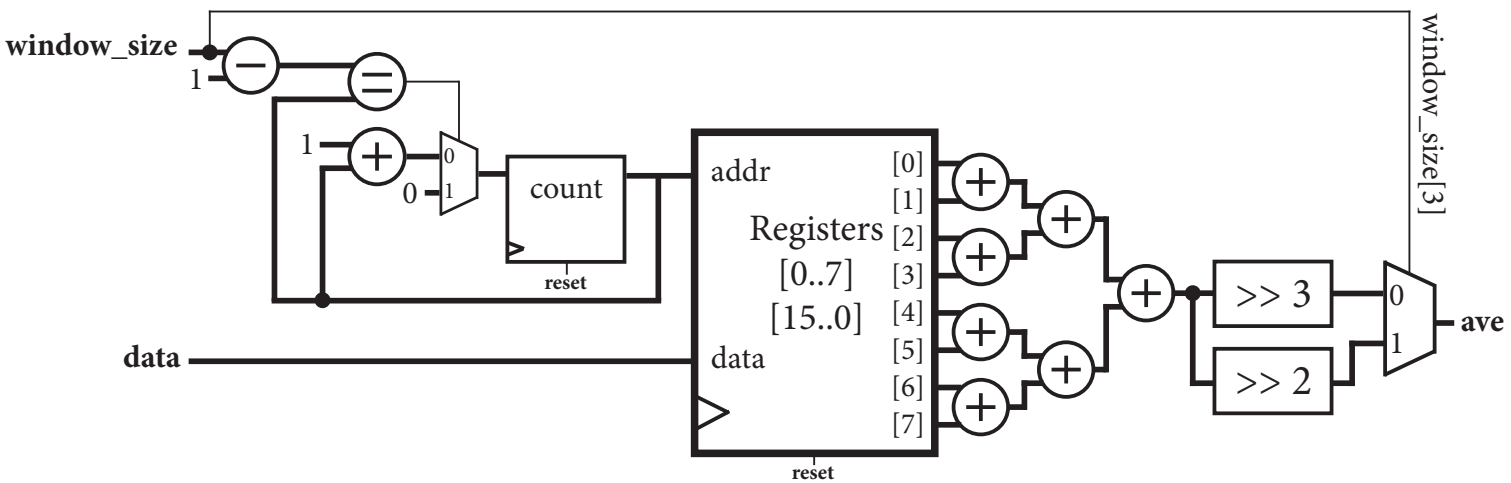 window_size
1
−
=
1
+
0
1
0
count
reset
addr
Registers
[0..7]
[15..0]
data
data
reset
[0]
[1]
[2]
[3]
[4]
[5]
[6]
[7]
+
+
+
+
+
+
+
>> 3
>> 2
window_size[3]
0
1
ave